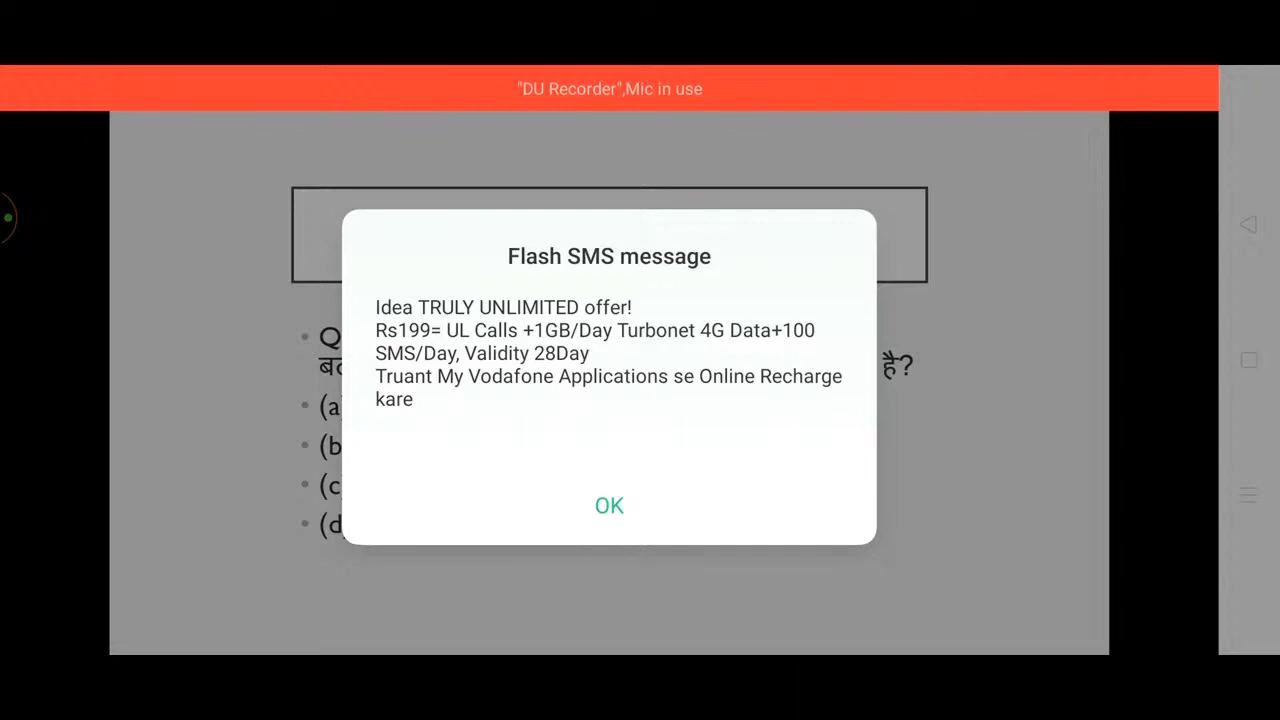 "DU Recorder",Mic in use
Flash SMS message
Idea TRULY UNLIMITED offer!
Rs199= UL Calls +1GB/Day Turbonet 4G Data+100
SMS/Day, Validity 28Day
Truant My Vodafone Applications se Online Recharge
kare
OK
Q
है?
(a
(b
(c
(d